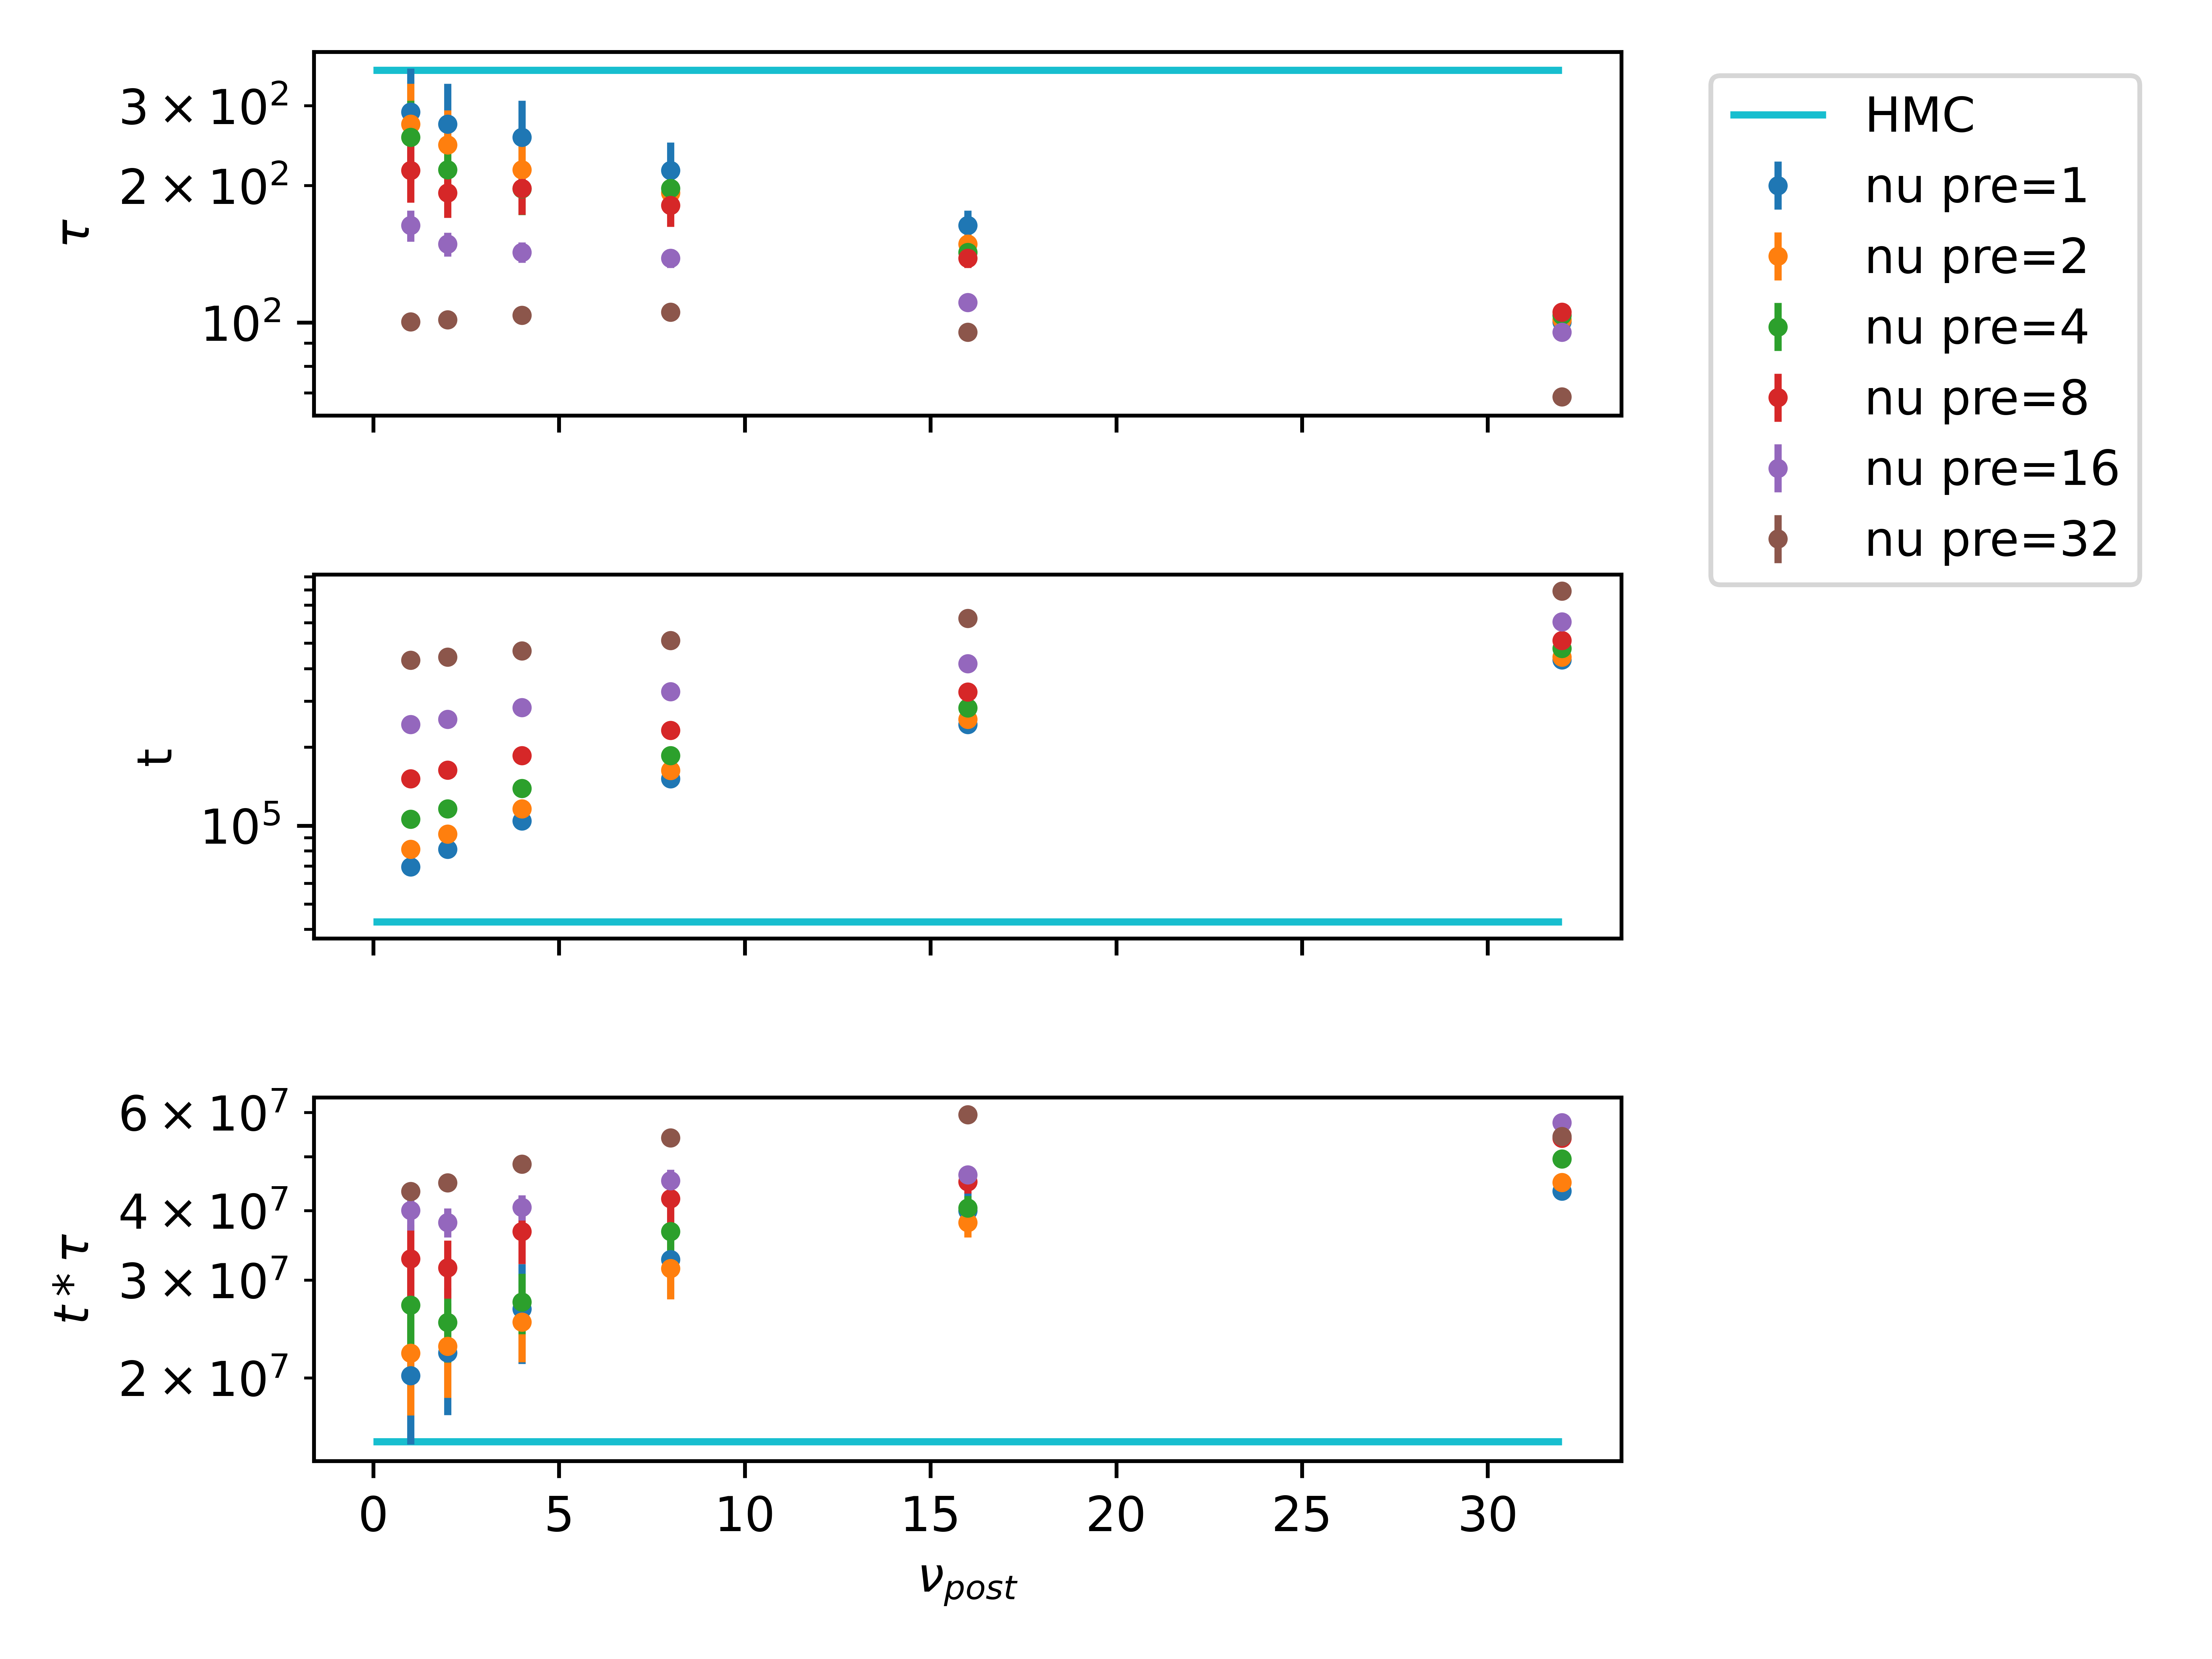 3 × 10²
2 × 10²
10²
τ
HMC
nu pre=1
nu pre=2
nu pre=4
nu pre=8
nu pre=16
nu pre=32
10⁵
t
6 × 10⁷
4 × 10⁷
3 × 10⁷
2 × 10⁷
t * τ
0 5 10 15 20 25 30
ν_post